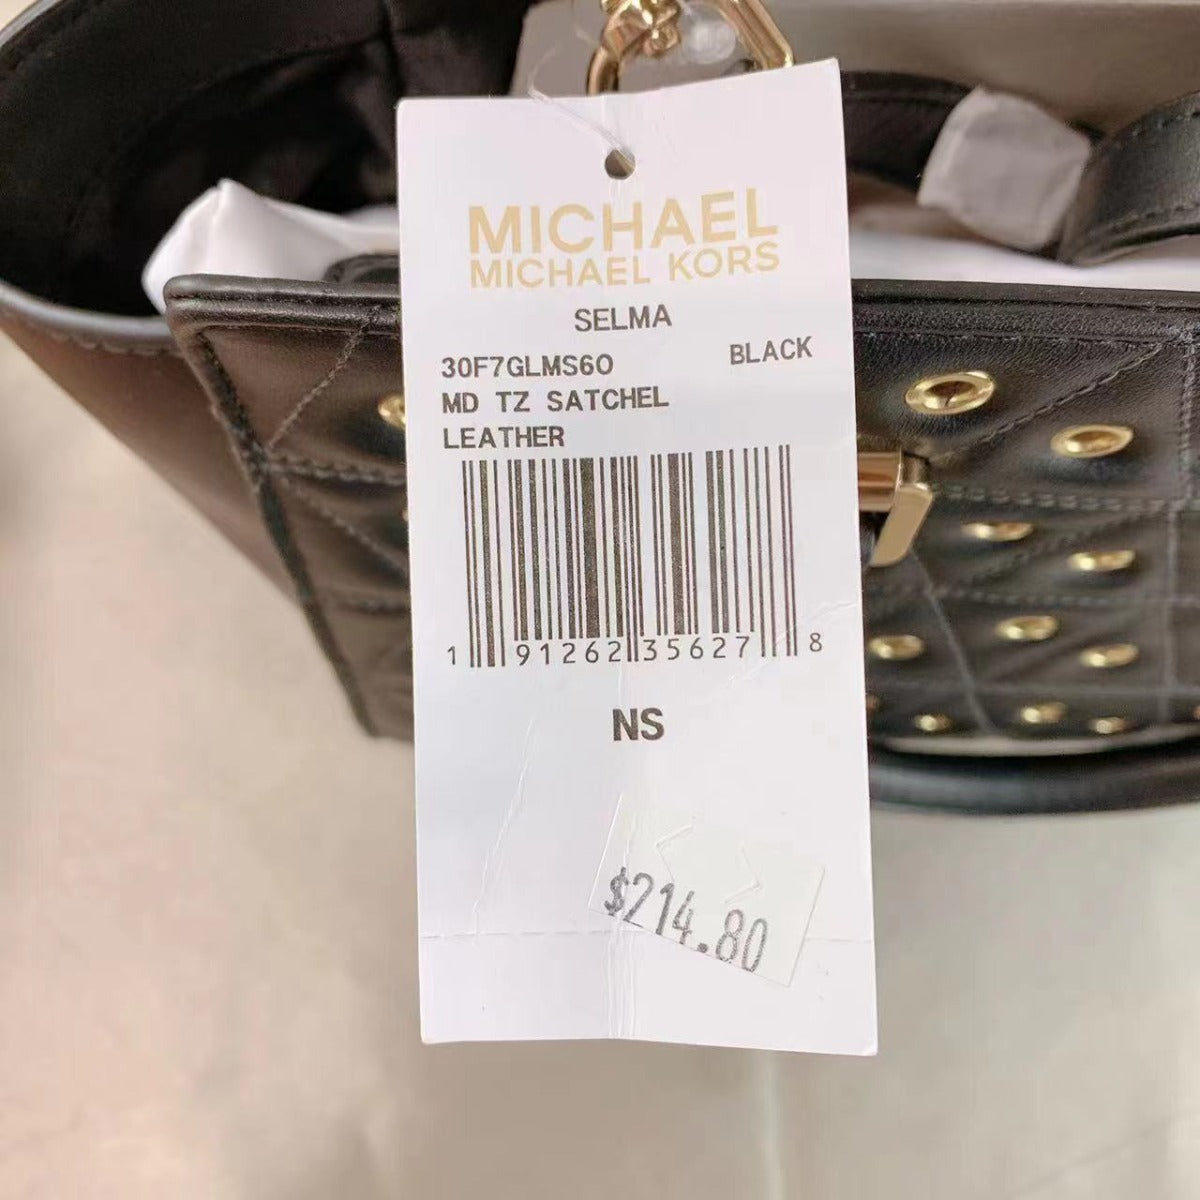 MICHAEL
MICHAEL KORS
SELMA
30F7GLMS6O BLACK
MD TZ SATCHEL
LEATHER
1 91262 35627 8
NS
$214.80